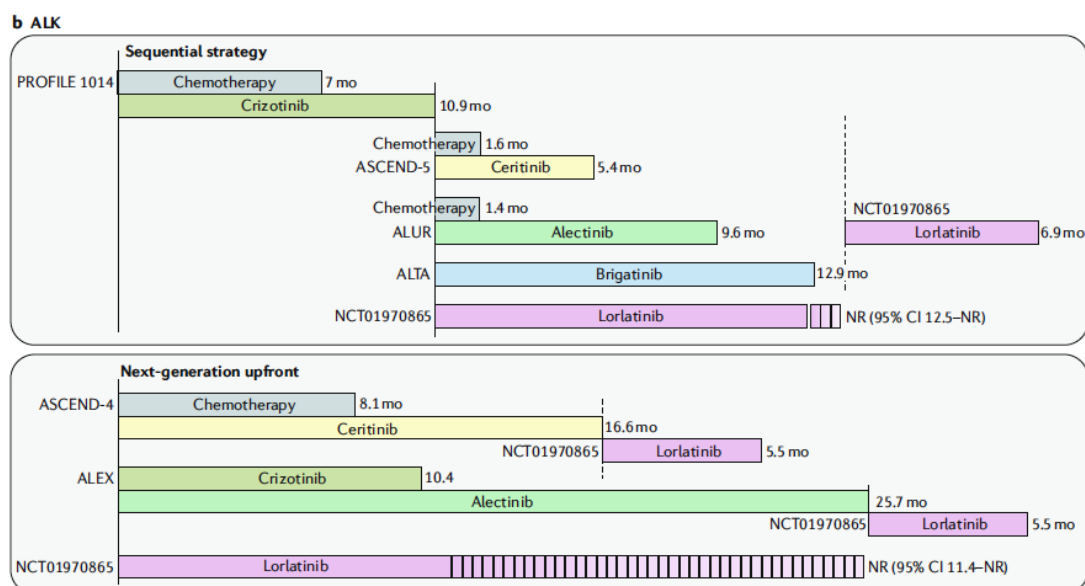 b ALK
Sequential strategy
PROFILE 1014
Chemotherapy
7 mo
Crizotinib
10.9 mo
Chemotherapy
1.6 mo
ASCEND-5
Ceritinib
5.4 mo
Chemotherapy
1.4 mo
NCT01970865
ALUR
Alectinib
9.6 mo
Lorlatinib
6.9 mo
ALTA
Brigatinib
12.9 mo
NCT01970865
Lorlatinib
NR (95% CI 12.5–NR)
Next-generation upfront
ASCEND-4
Chemotherapy
8.1 mo
Ceritinib
16.6 mo
NCT01970865
Lorlatinib
5.5 mo
ALEX
Crizotinib
10.4
Alectinib
25.7 mo
NCT01970865
Lorlatinib
5.5 mo
NCT01970865
Lorlatinib
NR (95% CI 11.4–NR)